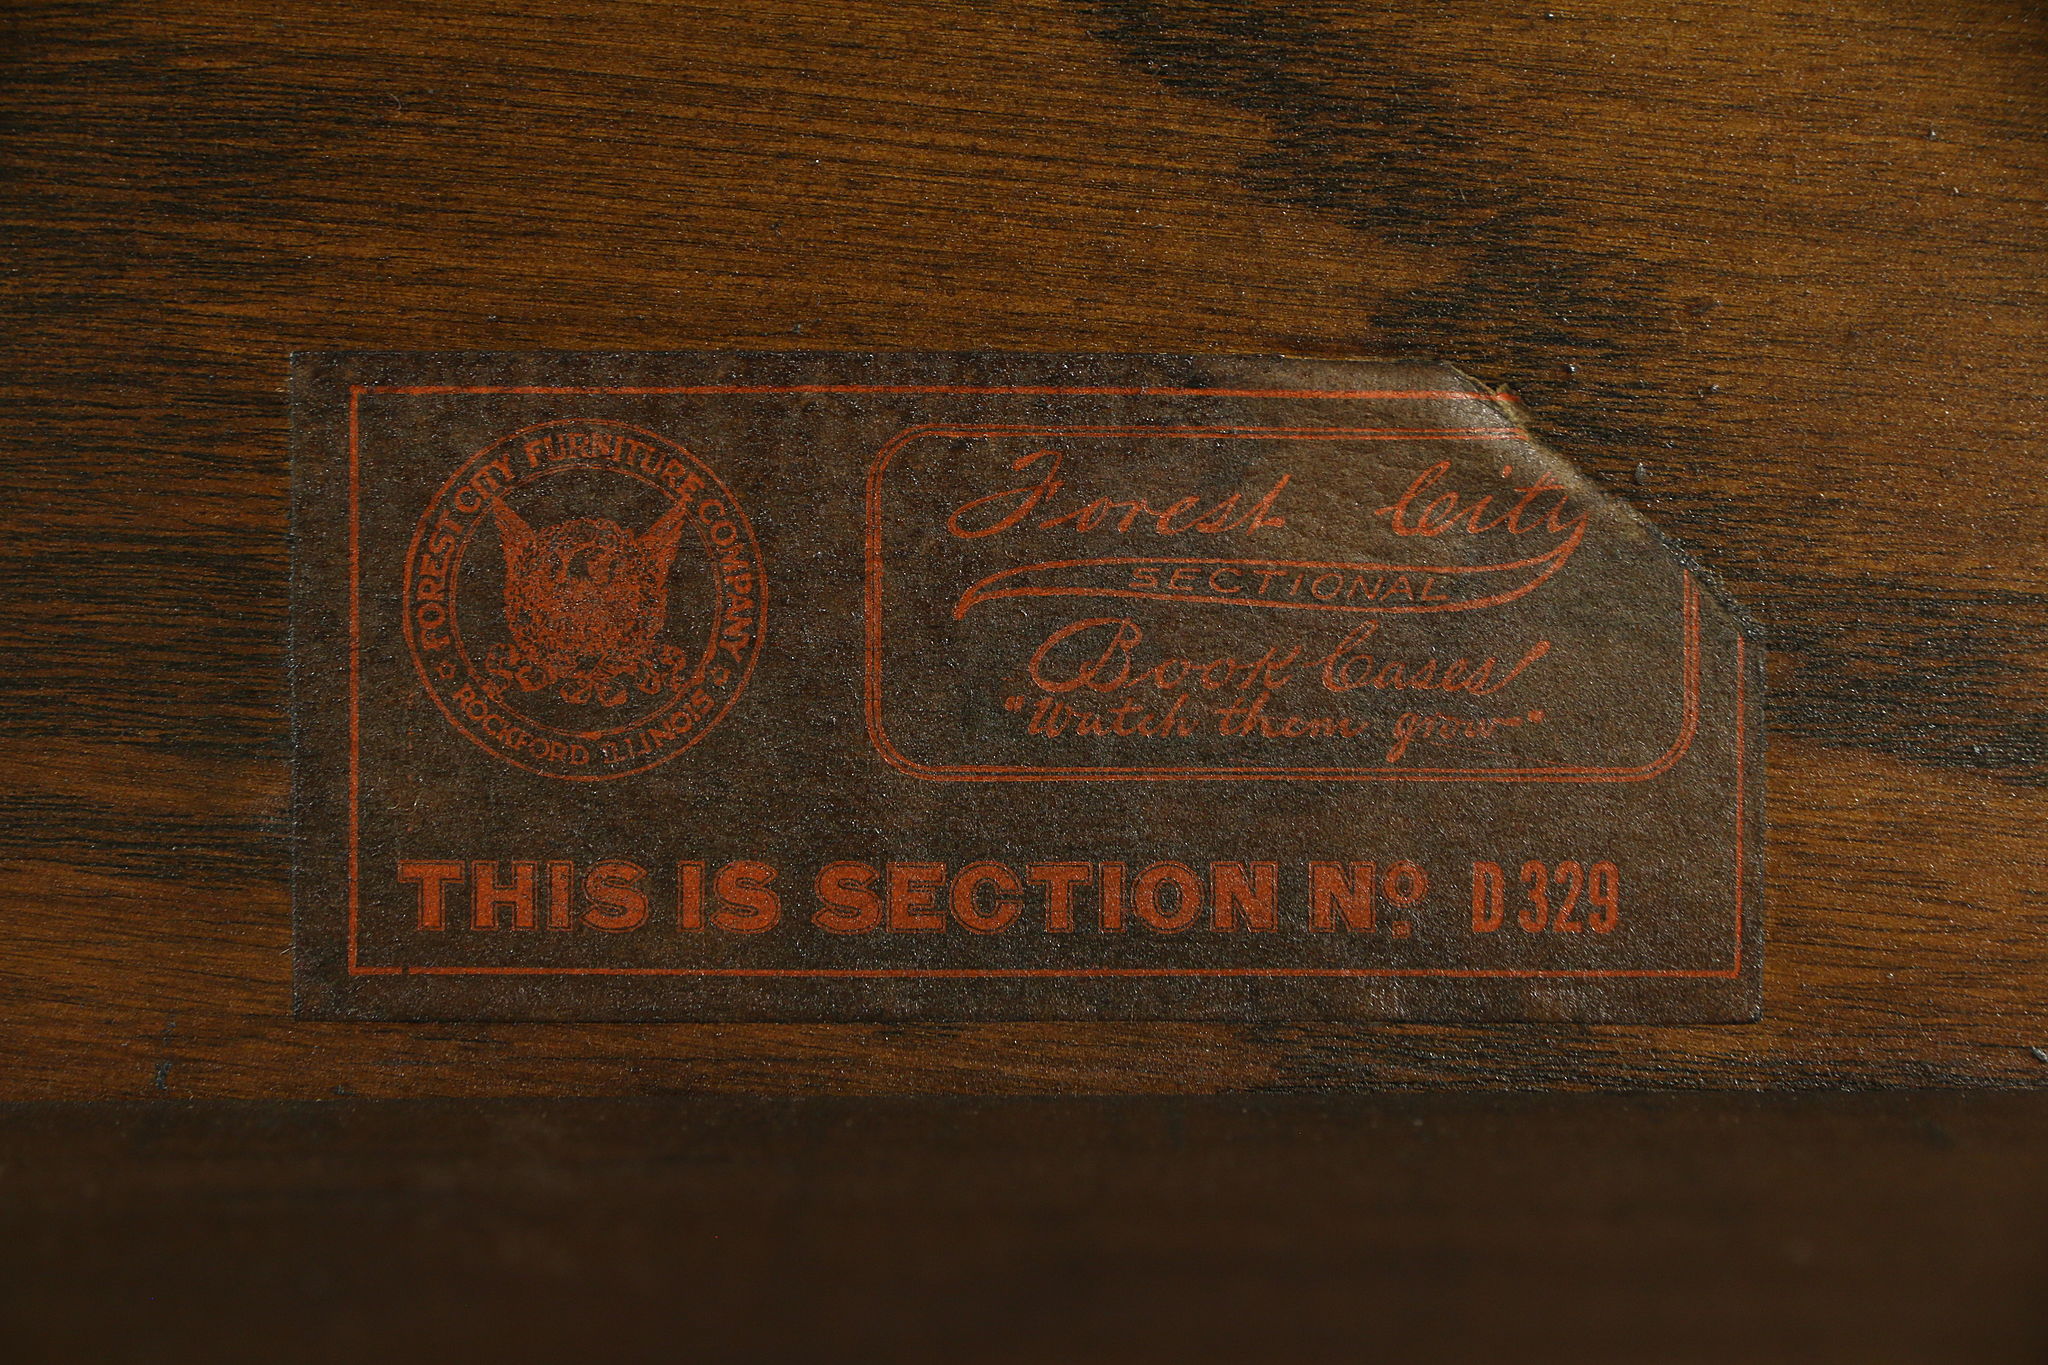 FOREST CITY FURNITURE COMPANY
ROCKFORD ILLINOIS
Forest City
SECTIONAL
Book Cases
"Watch them grow"
THIS IS SECTION No. D329